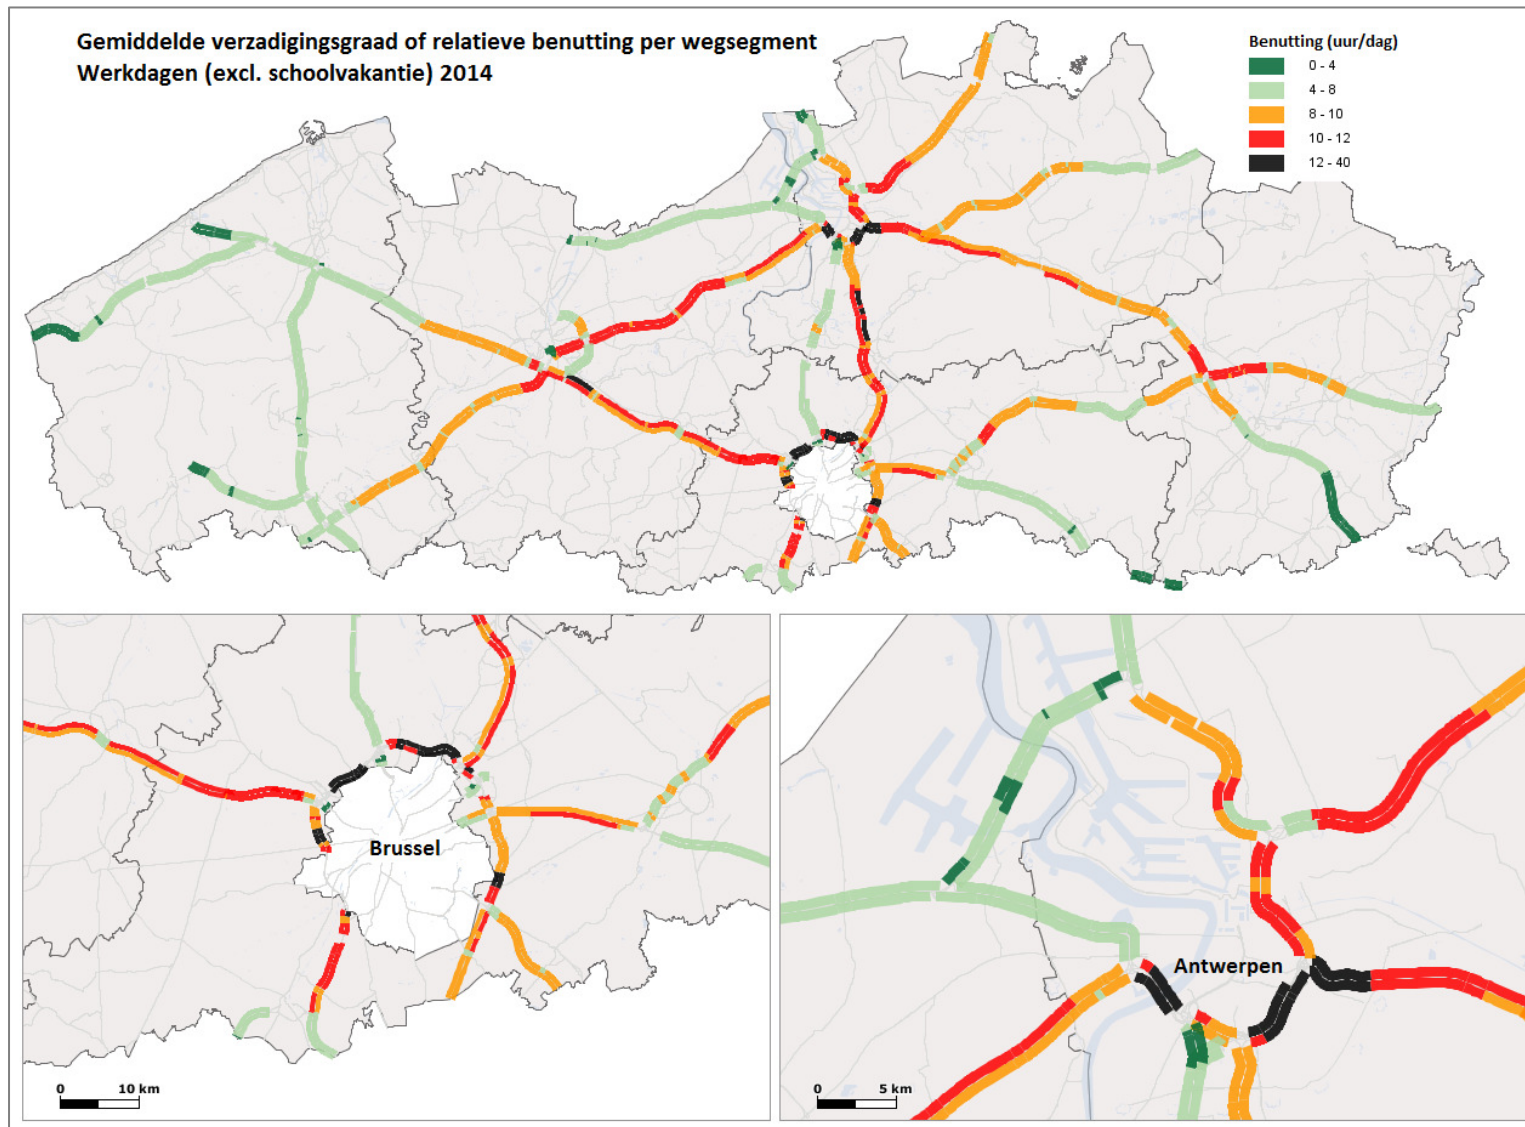 Gemiddelde verzadigingsgraad of relatieve benutting per wegsegment
Werkdagen (excl. schoolvakantie) 2014
Benutting (uur/dag)
0 - 4
4 - 8
8 - 10
10 - 12
12 - 40
Brussel
0 10 km
Antwerpen
0 5 km